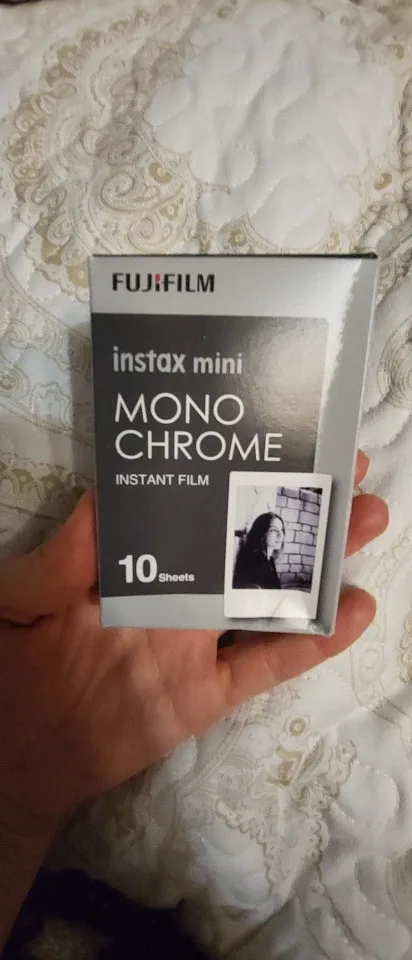 FUJIFILM
instax mini
MONO
CHROME
INSTANT FILM
10 Sheets